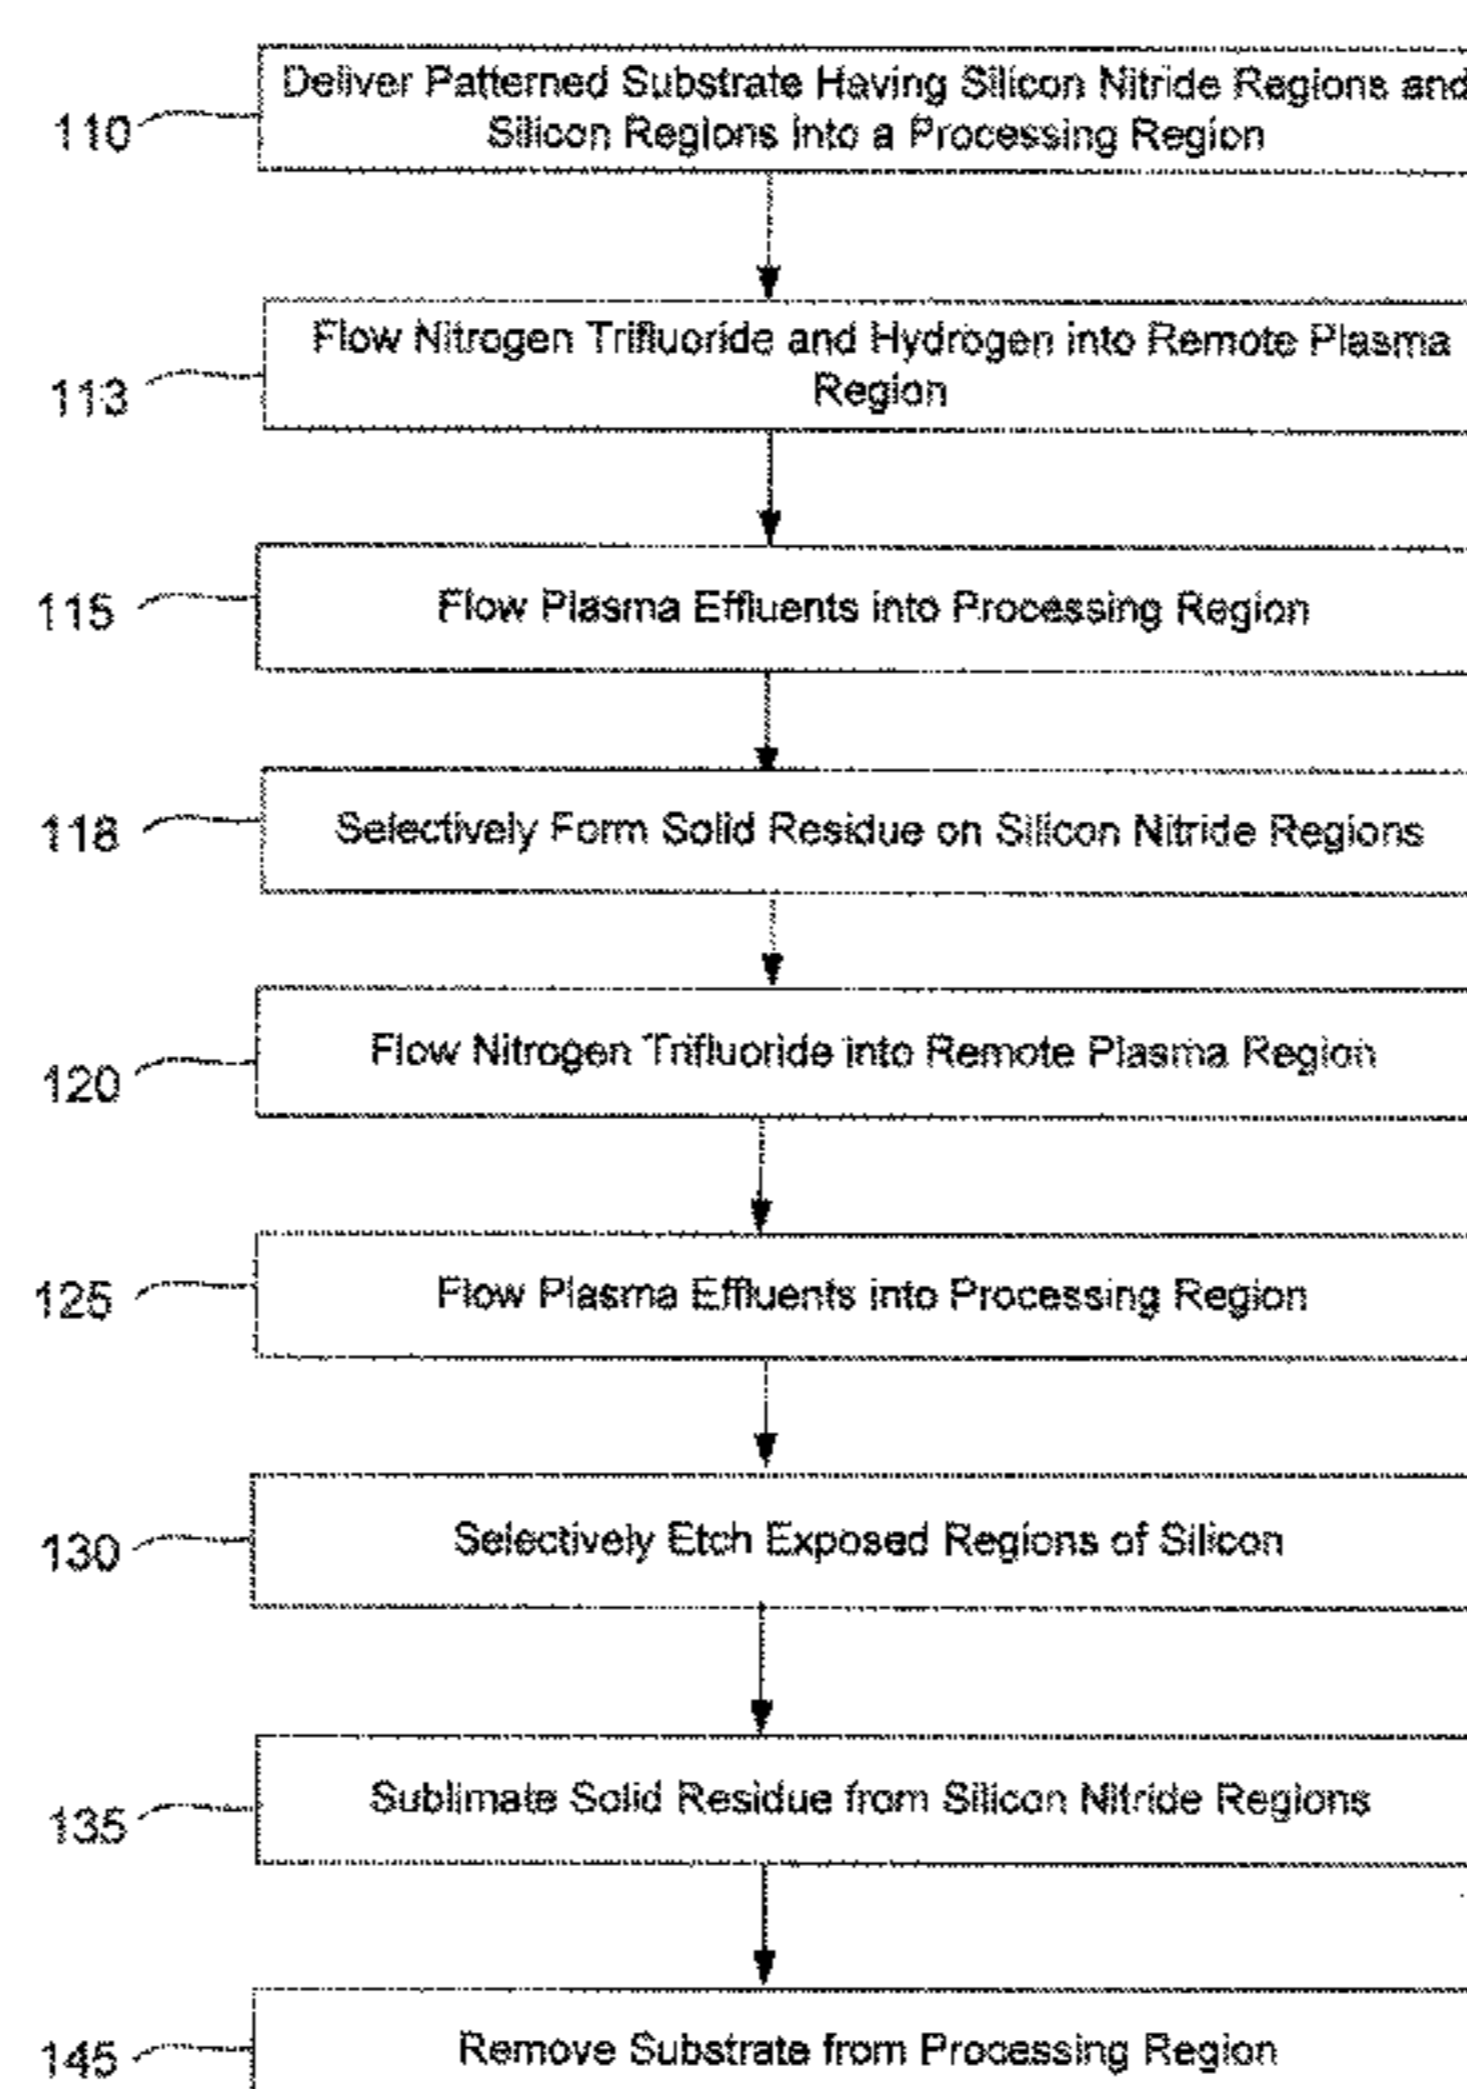 Deliver Patterned Substrate Having Silicon Nitride Regions and
110
Silicon Regions into a Processing Region
Flow Nitrogen Trifluoride and Hydrogen into Remote Plasma
113
Region
115
Flow Plasma Effluents into Processing Region
118
Selectively Form Solid Residue on Silicon Nitride Regions
120
Flow Nitrogen Trifluoride into Remote Plasma Region
125
Flow Plasma Effluents into Processing Region
130
Selectively Etch Exposed Regions of Silicon
135
Sublimate Solid Residue from Silicon Nitride Regions
145
Remove Substrate from Processing Region